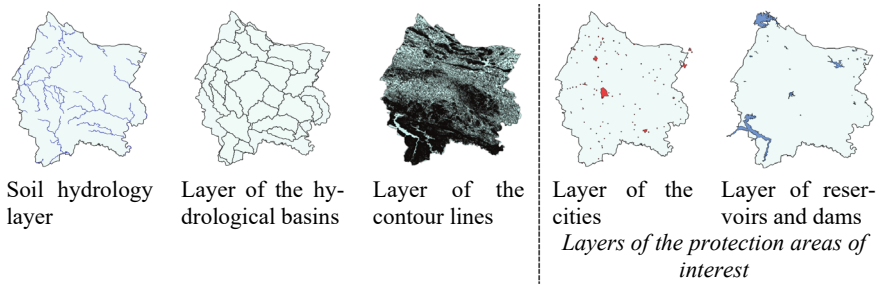 Soil hydrology
layer
Layer of the hy-
drological basins
Layer of the
contour lines
Layer of the
cities
Layer of reser-
voirs and dams
Layers of the protection areas of
interest